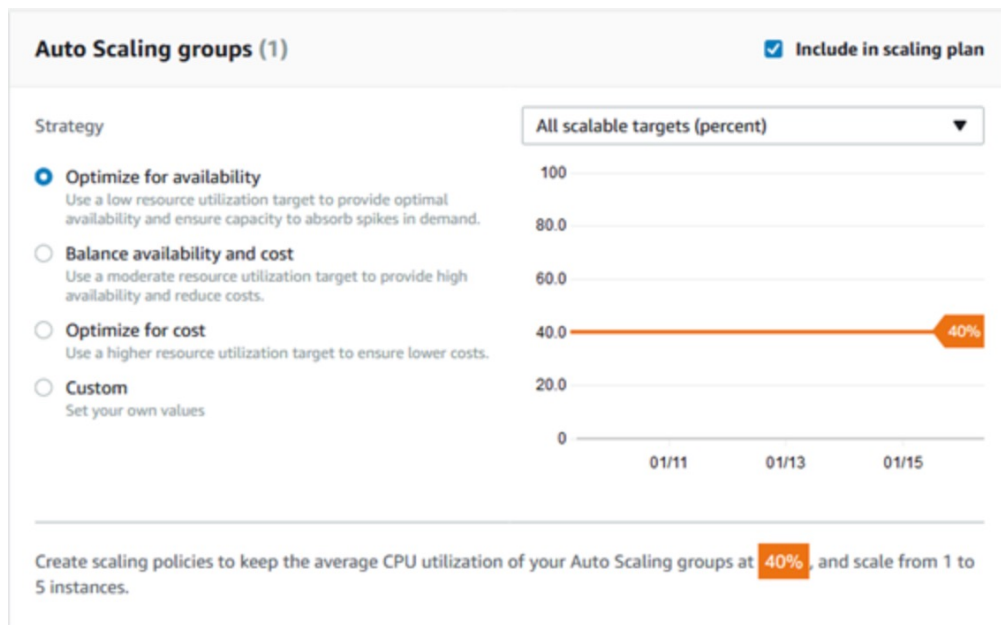 Auto Scaling groups (1)
Include in scaling plan
Strategy
All scalable targets (percent)
Optimize for availability
Use a low resource utilization target to provide optimal
availability and ensure capacity to absorb spikes in demand.
Balance availability and cost
Use a moderate resource utilization target to provide high
availability and reduce costs.
Optimize for cost
Use a higher resource utilization target to ensure lower costs.
Custom
Set your own values
100
80.0
60.0
40.0
40%
20.0
0
01/11
01/13
01/15
Create scaling policies to keep the average CPU utilization of your Auto Scaling groups at 40%, and scale from 1 to
5 instances.